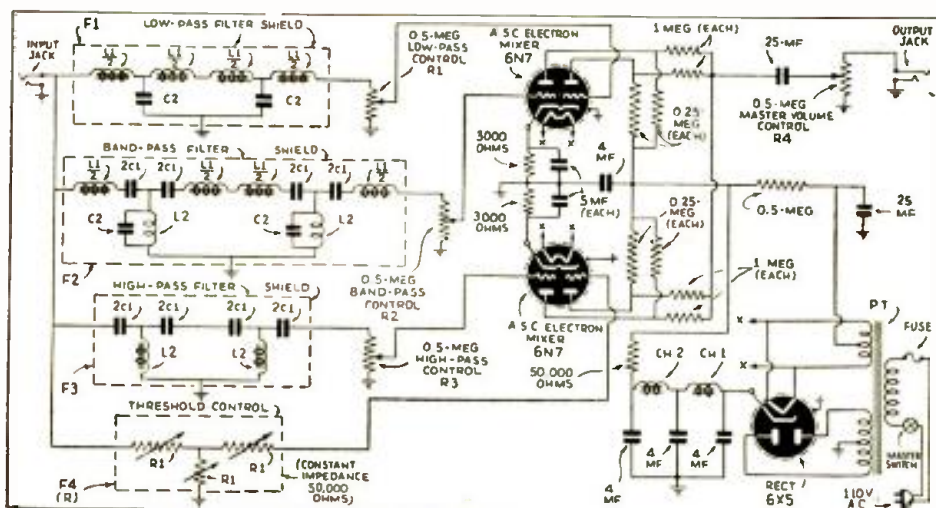 F1
LOW-PASS FILTER SHIELD
INPUT
JACK
L1/2
L1/2
L1/2
L1/2
C2
C2
0.5-MEG
LOW-PASS
CONTROL
R1
A S C ELECTRON
MIXER
6N7
1 MEG (EACH)
25-MF
OUTPUT
JACK
0.5-MEG
MASTER VOLUME
CONTROL
R4
BAND-PASS FILTER SHIELD
L1/2
2C1
2C1
L1/2
L1/2
2C1
2C1
L1/2
C2
L2
C2
L2
F2
3000
OHMS
3000
OHMS
0.25-
MEG
(EACH)
4
MF
5 MF
(EACH)
0.25-
MEG
(EACH)
0.5-MEG
25
MF
0.5-MEG
BAND-PASS
CONTROL
R2
1 MEG
(EACH)
HIGH-PASS FILTER SHIELD
2C1
2C1
2C1
2C1
L2
L2
F3
0.5-MEG
HIGH-PASS
CONTROL
R3
A S C ELECTRON
MIXER
6N7
50,000
OHMS
CH 2
CH 1
X
X
PT
FUSE
THRESHOLD CONTROL
R1
R1
R1
F4
(R)
(CONSTANT
IMPEDANCE
50,000
OHMS)
4
MF
4
MF
4
MF
RECT
6X5
MASTER
SWITCH
110V
A.C.